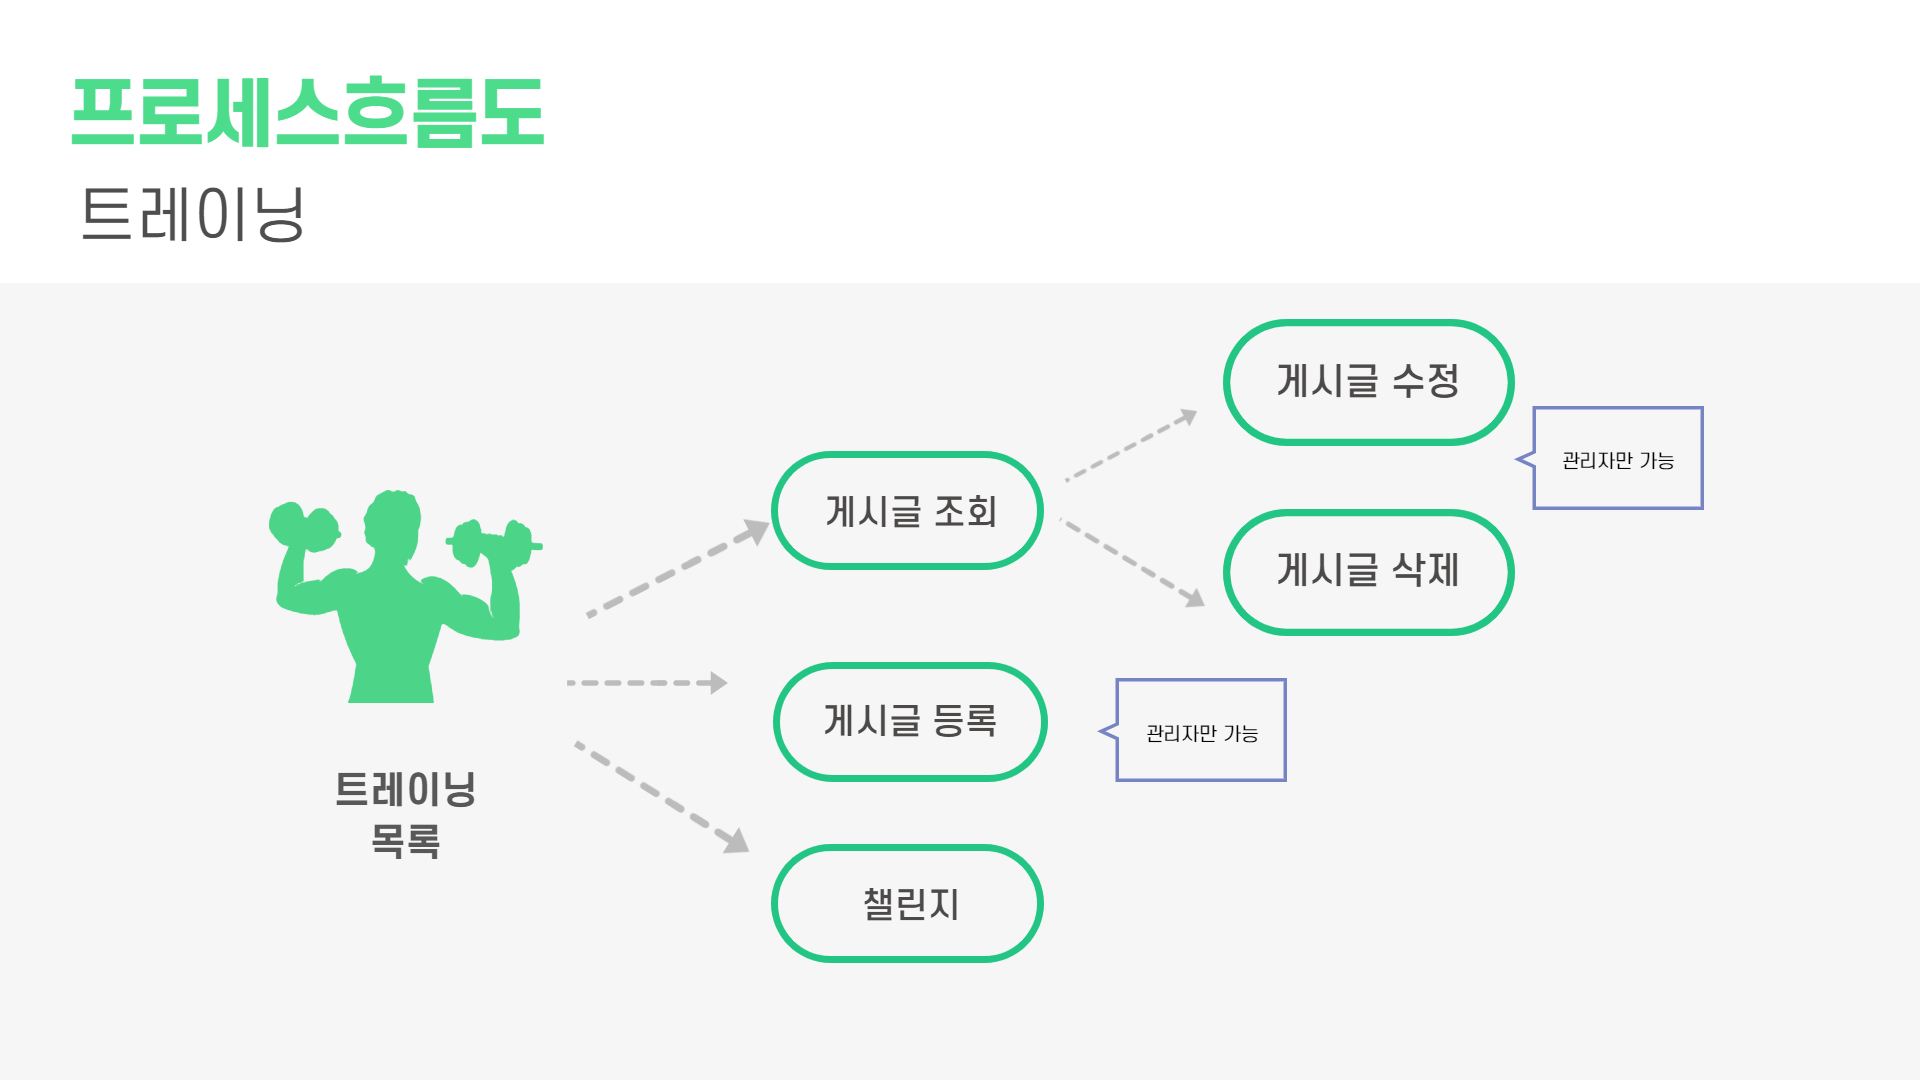 프로세스흐름도
트레이닝
게시글 수정
관리자만 가능
게시글 조회
게시글 삭제
게시글 등록
관리자만 가능
트레이닝
목록
챌린지